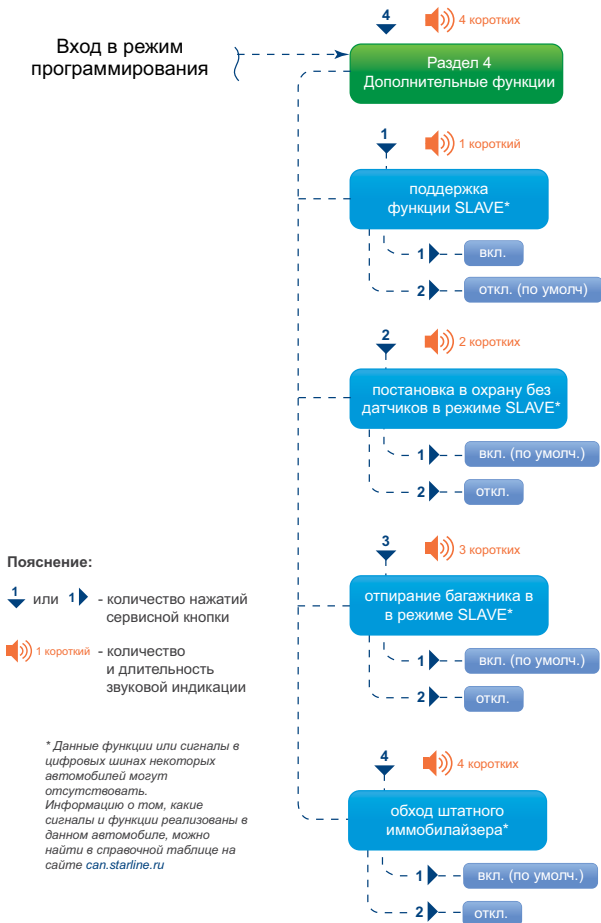 4
4 коротких
Вход в режим
программирования
Раздел 4
Дополнительные функции
1
1 короткий
поддержка
функции SLAVE*
1
вкл.
2
откл. (по умолч)
2
2 коротких
постановка в охрану без
датчиков в режиме SLAVE*
1
вкл. (по умолч.)
2
откл.
3
3 коротких
отпирание багажника в
в режиме SLAVE*
1
вкл. (по умолч.)
2
откл.
4
4 коротких
обход штатного
иммобилайзера*
1
вкл. (по умолч.)
2
откл.
Пояснение:
1 или 1 - количество нажатий
сервисной кнопки
1 короткий - количество
и длительность
звуковой индикации
* Данные функции или сигналы в
цифровых шинах некоторых
автомобилей могут
отсутствовать.
Информацию о том, какие
сигналы и функции реализованы в
данном автомобиле, можно
найти в справочной таблице на
сайте can.starline.ru